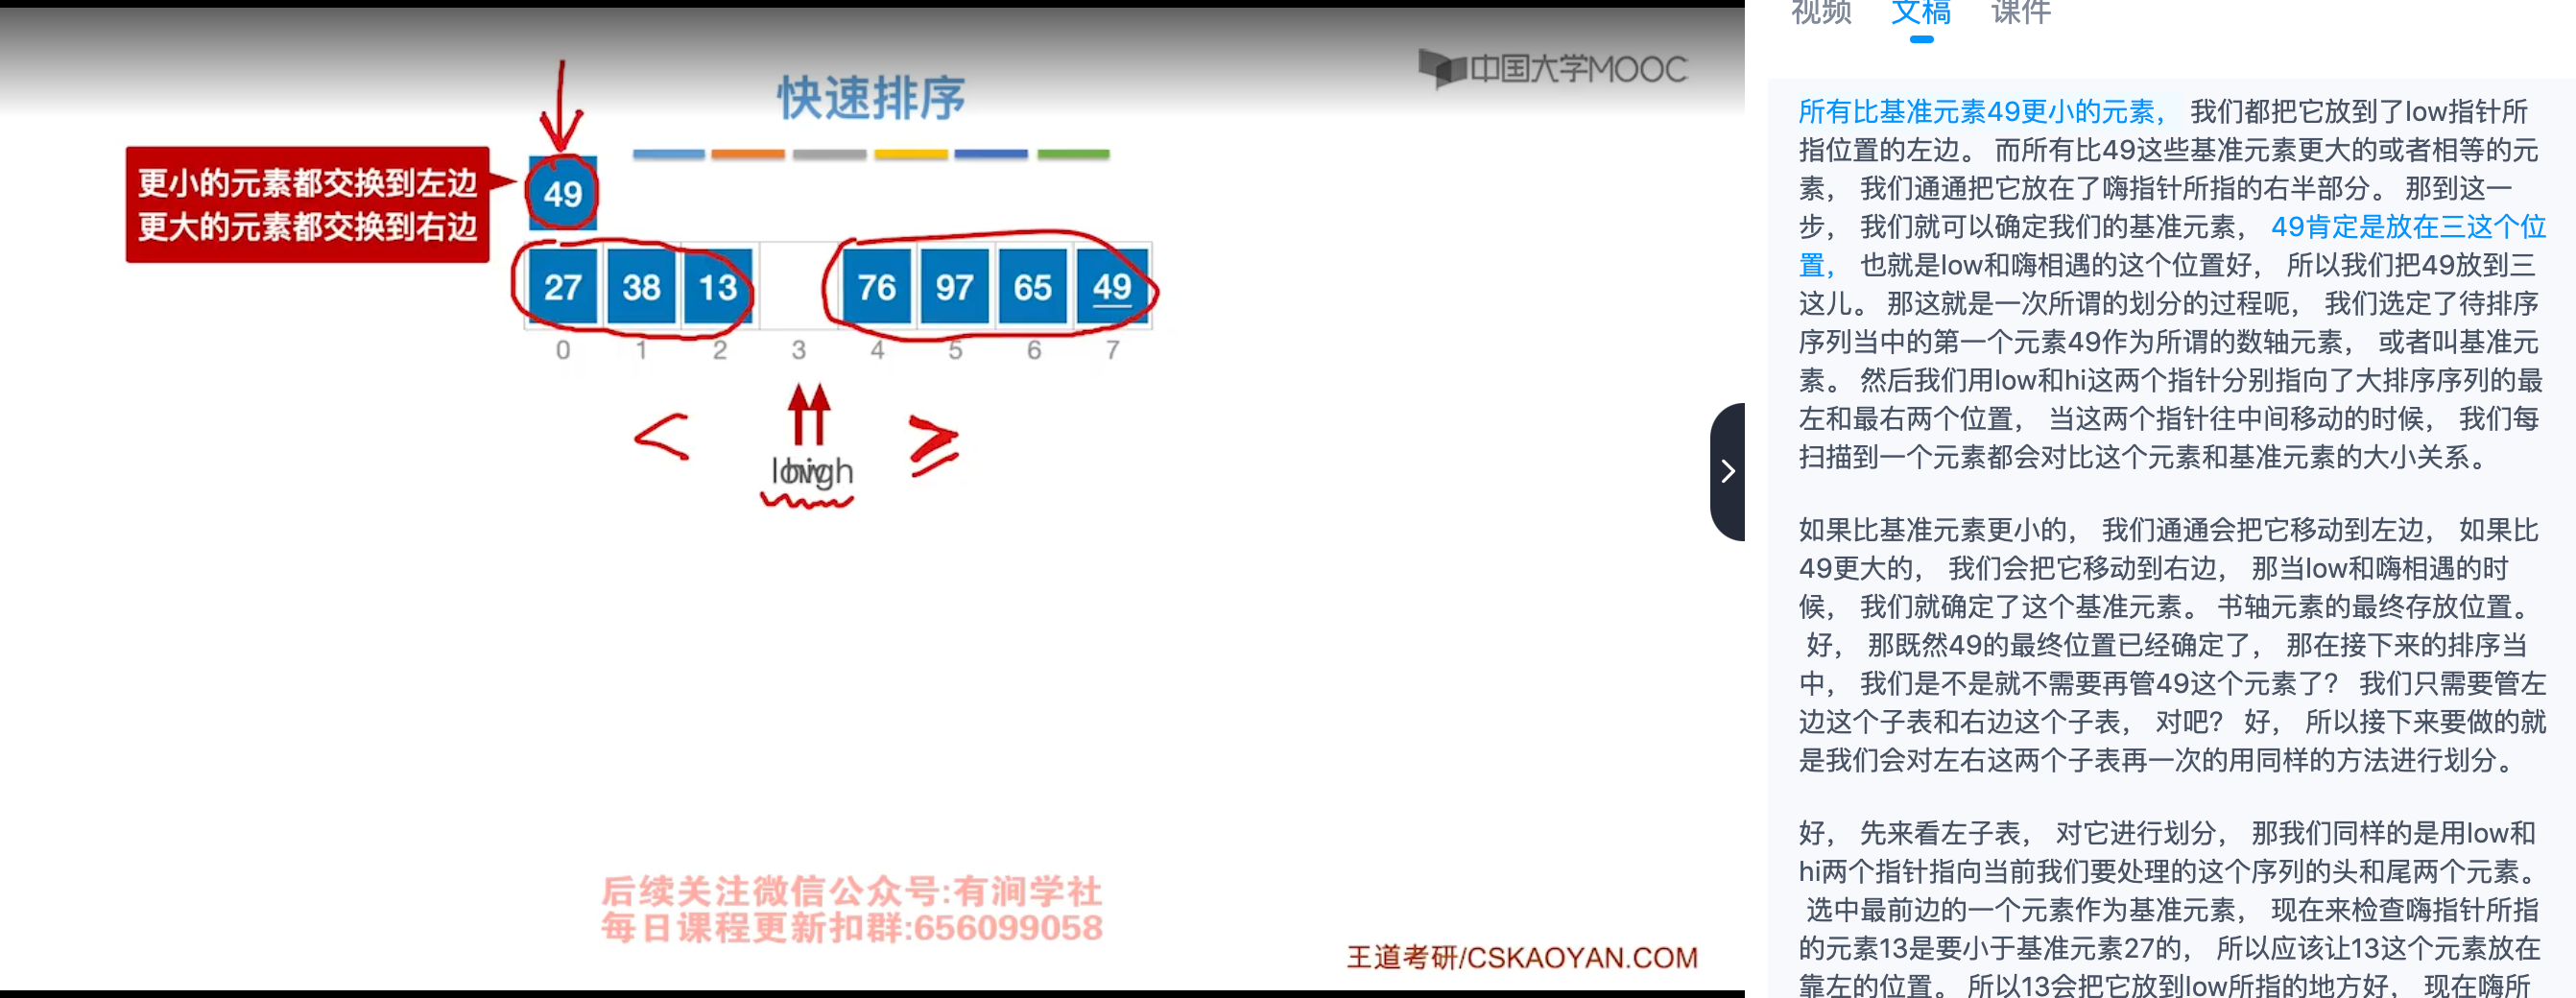 中国大学MOOC
快速排序
更小的元素都交换到左边
更大的元素都交换到右边
49
27 38 13 76 97 65 49
0 1 2 3 4 5 6 7
low high
< ≥
后续关注微信公众号:有涧学社
每日课程更新扣群:656099058
王道考研/CSKAOYAN.COM
视频 文稿 课件
所有比基准元素49更小的元素， 我们都把它放到了low指针所
指位置的左边。 而所有比49这些基准元素更大的或者相等的元
素， 我们通通把它放在了嗨指针所指的右半部分。 那到这一
步， 我们就可以确定我们的基准元素， 49肯定是放在三这个位
置， 也就是low和嗨相遇的这个位置好， 所以我们把49放到三
这儿。 那这就是一次所谓的划分的过程呃， 我们选定了待排序
序列当中的第一个元素49作为所谓的数轴元素， 或者叫基准元
素。 然后我们用low和hi这两个指针分别指向了大排序序列的最
左和最右两个位置， 当这两个指针往中间移动的时候， 我们每
扫描到一个元素都会对比这个元素和基准元素的大小关系。
如果比基准元素更小的， 我们通通会把它移动到左边， 如果比
49更大的， 我们会把它移动到右边， 那当low和嗨相遇的时
候， 我们就确定了这个基准元素。 书轴元素的最终存放位置。
好， 那既然49的最终位置已经确定了， 那在接下来的排序当
中， 我们是不是就不需要再管49这个元素了? 我们只需要管左
边这个子表和右边这个子表， 对吧? 好， 所以接下来要做的就
是我们会对左右这两个子表再一次的用同样的方法进行划分。
好， 先来看左子表， 对它进行划分， 那我们同样的是用low和
hi两个指针指向当前我们要处理的这个序列的头和尾两个元素。
选中最前边的一个元素作为基准元素， 现在来检查嗨指针所指
的元素13是要小于基准元素27的， 所以应该让13这个元素放在
靠左的位置。 所以13会把它放到low所指的地方好， 现在嗨所